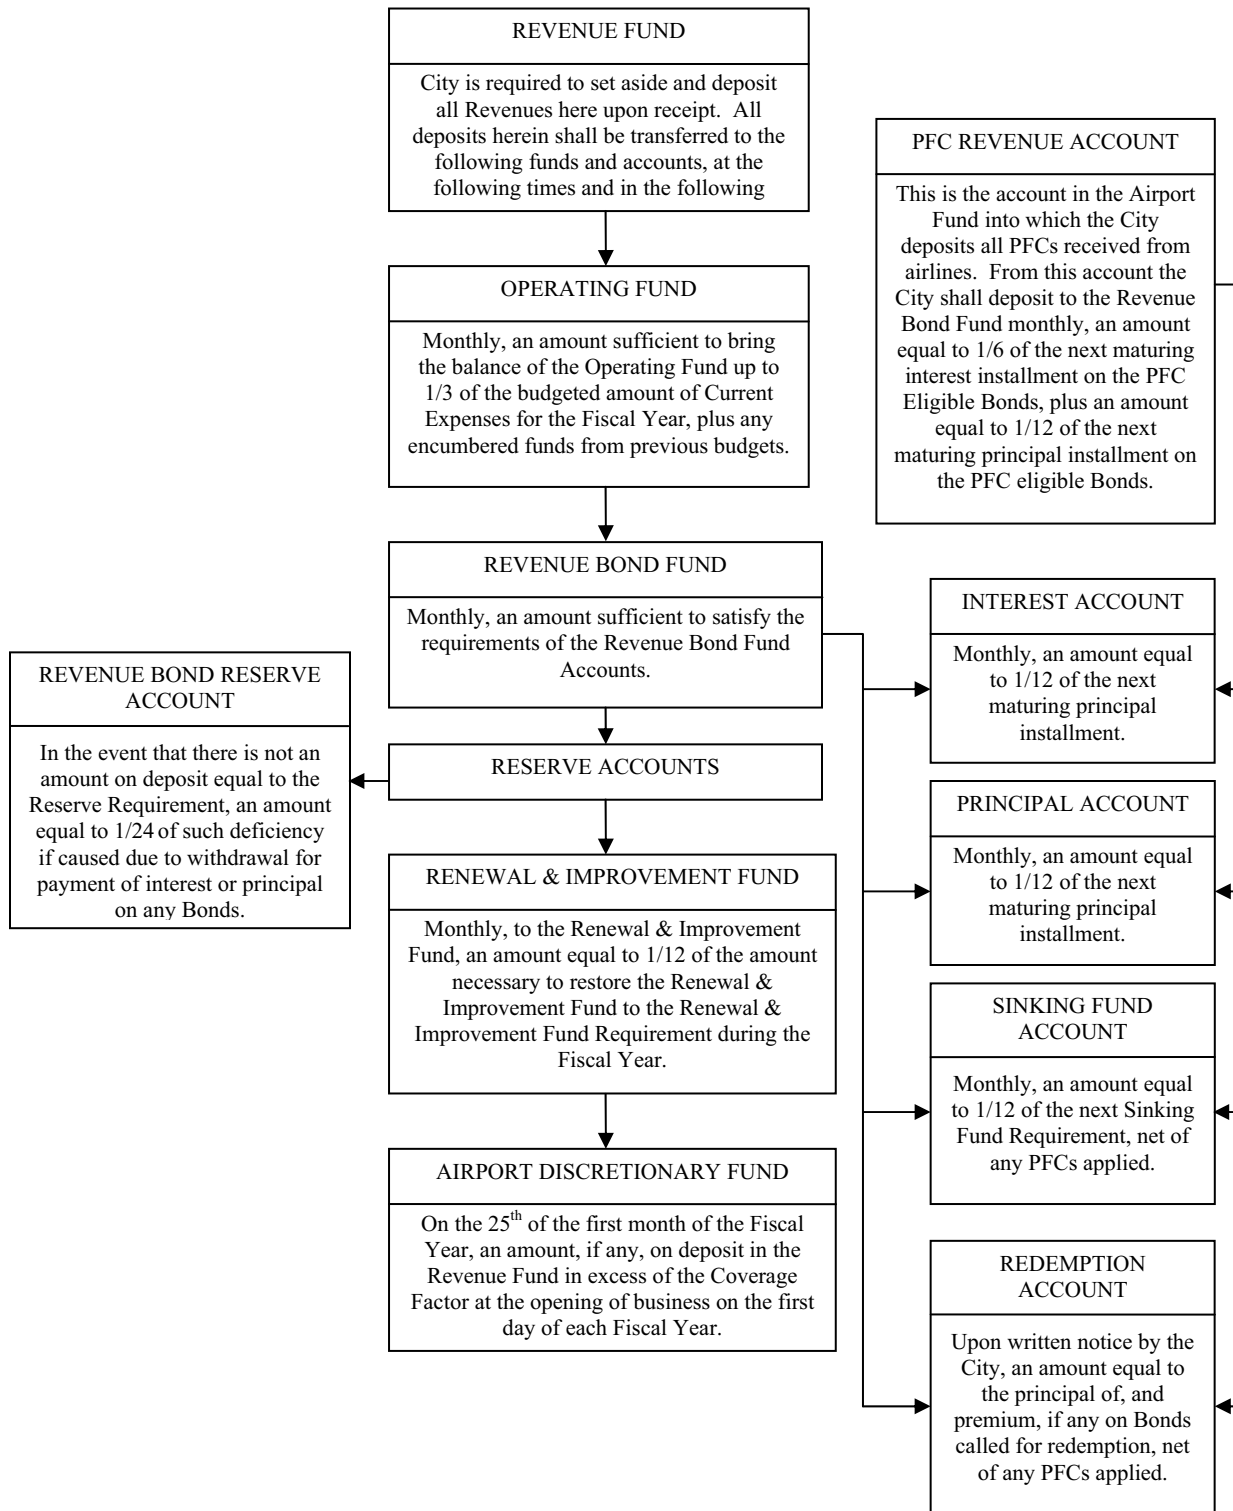 REVENUE FUND
City is required to set aside and deposit
all Revenues here upon receipt. All
deposits herein shall be transferred to the
following funds and accounts, at the
following times and in the following
PFC REVENUE ACCOUNT
This is the account in the Airport
Fund into which the City
deposits all PFCs received from
airlines. From this account the
City shall deposit to the Revenue
Bond Fund monthly, an amount
equal to 1/6 of the next maturing
interest installment on the PFC
Eligible Bonds, plus an amount
equal to 1/12 of the next
maturing principal installment on
the PFC eligible Bonds.
OPERATING FUND
Monthly, an amount sufficient to bring
the balance of the Operating Fund up to
1/3 of the budgeted amount of Current
Expenses for the Fiscal Year, plus any
encumbered funds from previous budgets.
REVENUE BOND FUND
Monthly, an amount sufficient to satisfy the
requirements of the Revenue Bond Fund
Accounts.
INTEREST ACCOUNT
Monthly, an amount equal
to 1/12 of the next
maturing principal
installment.
REVENUE BOND RESERVE
ACCOUNT
In the event that there is not an
amount on deposit equal to the
Reserve Requirement, an amount
equal to 1/24 of such deficiency
if caused due to withdrawal for
payment of interest or principal
on any Bonds.
RESERVE ACCOUNTS
PRINCIPAL ACCOUNT
Monthly, an amount equal
to 1/12 of the next
maturing principal
installment.
RENEWAL & IMPROVEMENT FUND
Monthly, to the Renewal & Improvement
Fund, an amount equal to 1/12 of the amount
necessary to restore the Renewal &
Improvement Fund to the Renewal &
Improvement Fund Requirement during the
Fiscal Year.
SINKING FUND
ACCOUNT
Monthly, an amount equal
to 1/12 of the next Sinking
Fund Requirement, net of
any PFCs applied.
AIRPORT DISCRETIONARY FUND
On the 25th of the first month of the Fiscal
Year, an amount, if any, on deposit in the
Revenue Fund in excess of the Coverage
Factor at the opening of business on the first
day of each Fiscal Year.
REDEMPTION
ACCOUNT
Upon written notice by the
City, an amount equal to
the principal of, and
premium, if any on Bonds
called for redemption, net
of any PFCs applied.